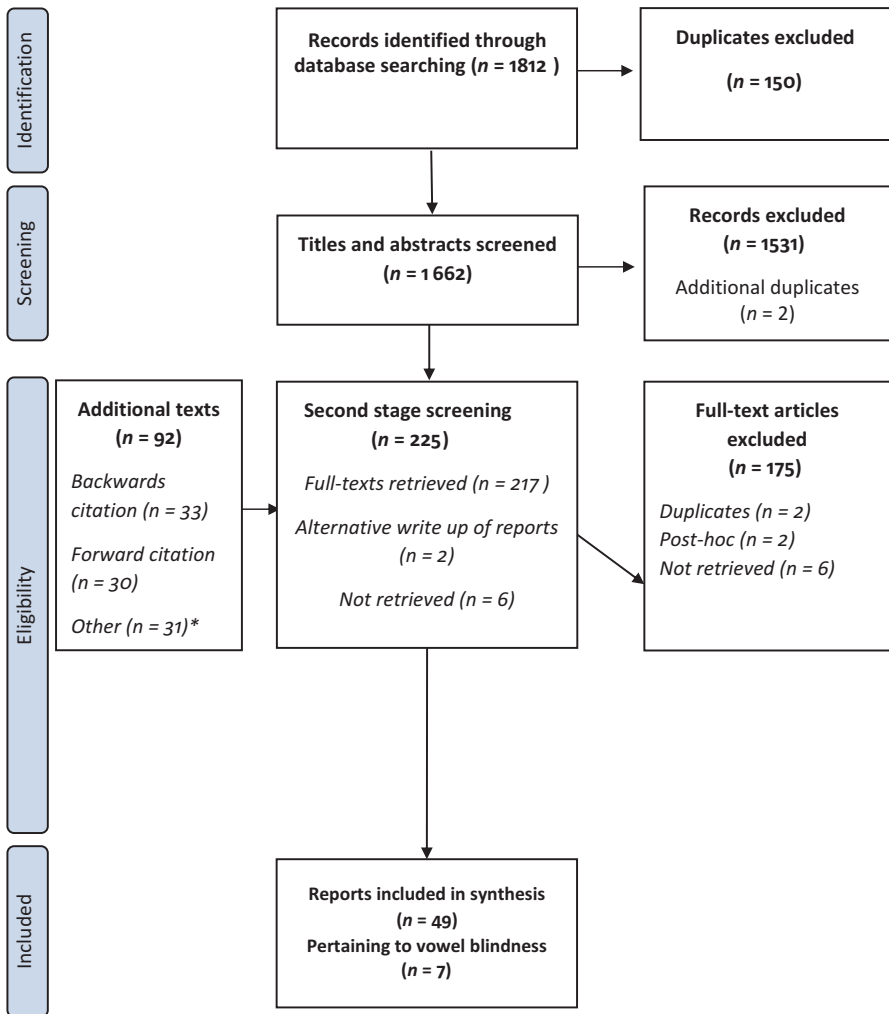 Identification
Records identified through
database searching (n = 1812 )
Duplicates excluded
(n = 150)
Screening
Titles and abstracts screened
(n = 1662)
Records excluded
(n = 1531)
Additional duplicates
(n = 2)
Eligibility
Additional texts
(n = 92)
Backwards
citation (n = 33)
Forward citation
(n = 30)
Other (n = 31)*
Second stage screening
(n = 225)
Full-texts retrieved (n = 217 )
Alternative write up of reports
(n = 2)
Not retrieved (n = 6)
Full-text articles
excluded
(n = 175)
Duplicates (n = 2)
Post-hoc (n = 2)
Not retrieved (n = 6)
Included
Reports included in synthesis
(n = 49)
Pertaining to vowel blindness
(n = 7)